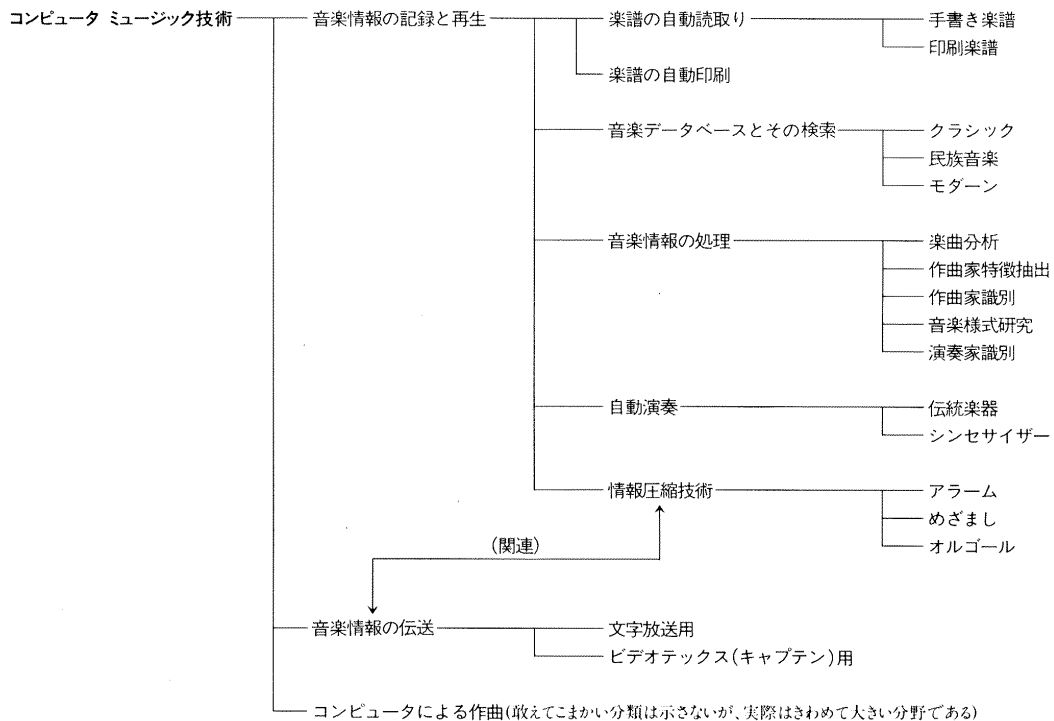 コンピュータ ミュージック技術 音楽情報の記録と再生 楽譜の自動読取り 手書き楽譜
印刷楽譜
楽譜の自動印刷
音楽データベースとその検索 クラシック
民族音楽
モダーン
音楽情報の処理 楽曲分析
作曲家特徴抽出
作曲家識別
音楽様式研究
演奏家識別
自動演奏 伝統楽器
シンセサイザー
情報圧縮技術 アラーム
めざまし
オルゴール
(関連)
音楽情報の伝送 文字放送用
ビデオテックス(キャプテン)用
コンピュータによる作曲(敢えてこまかい分類は示さないが、実際はきわめて大きい分野である)